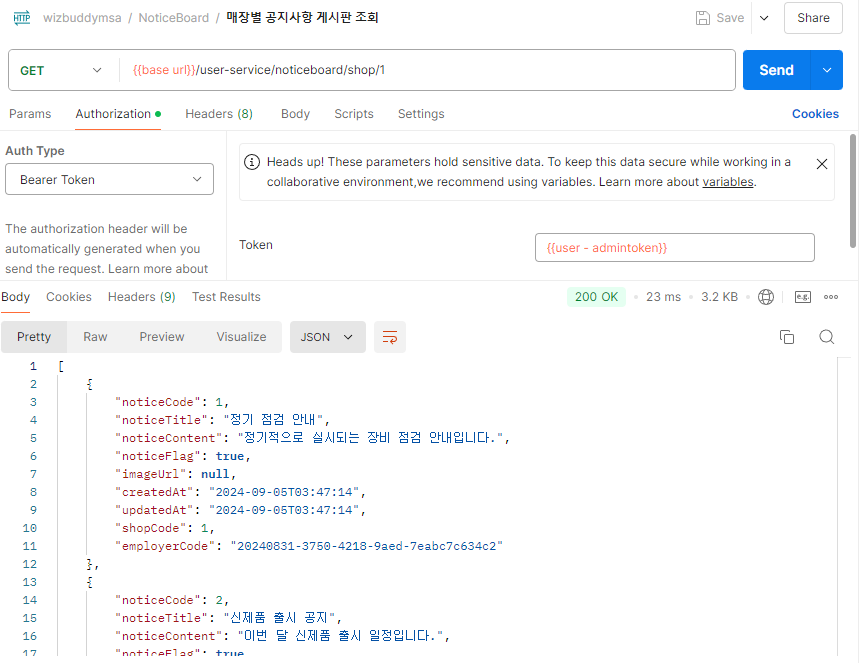 HTTP wizbuddymsa / NoticeBoard / 매장별 공지사항 게시판 조회 Save Share
GET {{base url}}/user-service/noticeboard/shop/1 Send
Params Authorization Headers (8) Body Scripts Settings Cookies
Auth Type
Bearer Token
The authorization header will be
automatically generated when you
send the request. Learn more about
Heads up! These parameters hold sensitive data. To keep this data secure while working in a
collaborative environment,we recommend using variables. Learn more about variables.
Token {{user - admintoken}}
Body Cookies Headers (9) Test Results 200 OK 23 ms 3.2 KB e.g.
Pretty Raw Preview Visualize JSON
1 [
2 {
3 "noticeCode": 1,
4 "noticeTitle": "정기 점검 안내",
5 "noticeContent": "정기적으로 실시되는 장비 점검 안내입니다.",
6 "noticeFlag": true,
7 "imageUrl": null,
8 "createdAt": "2024-09-05T03:47:14",
9 "updatedAt": "2024-09-05T03:47:14",
10 "shopCode": 1,
11 "employerCode": "20240831-3750-4218-9aed-7eabc7c634c2"
12 },
13 {
14 "noticeCode": 2,
15 "noticeTitle": "신제품 출시 공지",
16 "noticeContent": "이번 달 신제품 출시 일정입니다.",
17 "noticeFlag": true